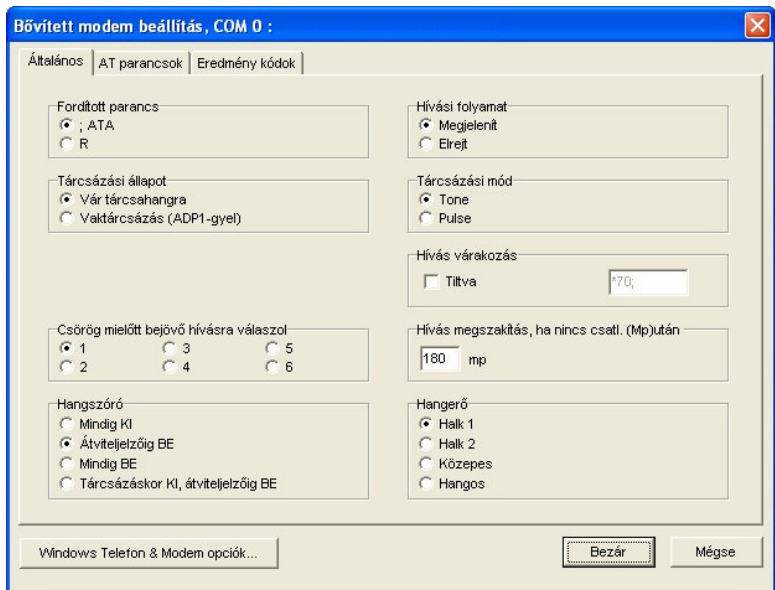 Bővített modem beállítás, COM 0 :
Általános
AT parancsok
Eredmény kódok
Fordított parancs
; ATA
R
Hívási folyamat
Megjelenít
Elrejt
Tárcsázási állapot
Vár tárcsahangra
Vaktárcsázás (ADP1-gyel)
Tárcsázási mód
Tone
Pulse
Hívás várakozás
Tiltva
*70;
Csörög mielőtt bejövő hívásra válaszol
1
3
5
2
4
6
Hívás megszakítás, ha nincs csatl. (Mp)után
180 mp
Hangszóró
Mindig KI
Átviteljelzőig BE
Mindig BE
Tárcsázáskor KI, átviteljelzőig BE
Hangerő
Halk 1
Halk 2
Közepes
Hangos
Windows Telefon & Modem opciók...
Bezár
Mégse